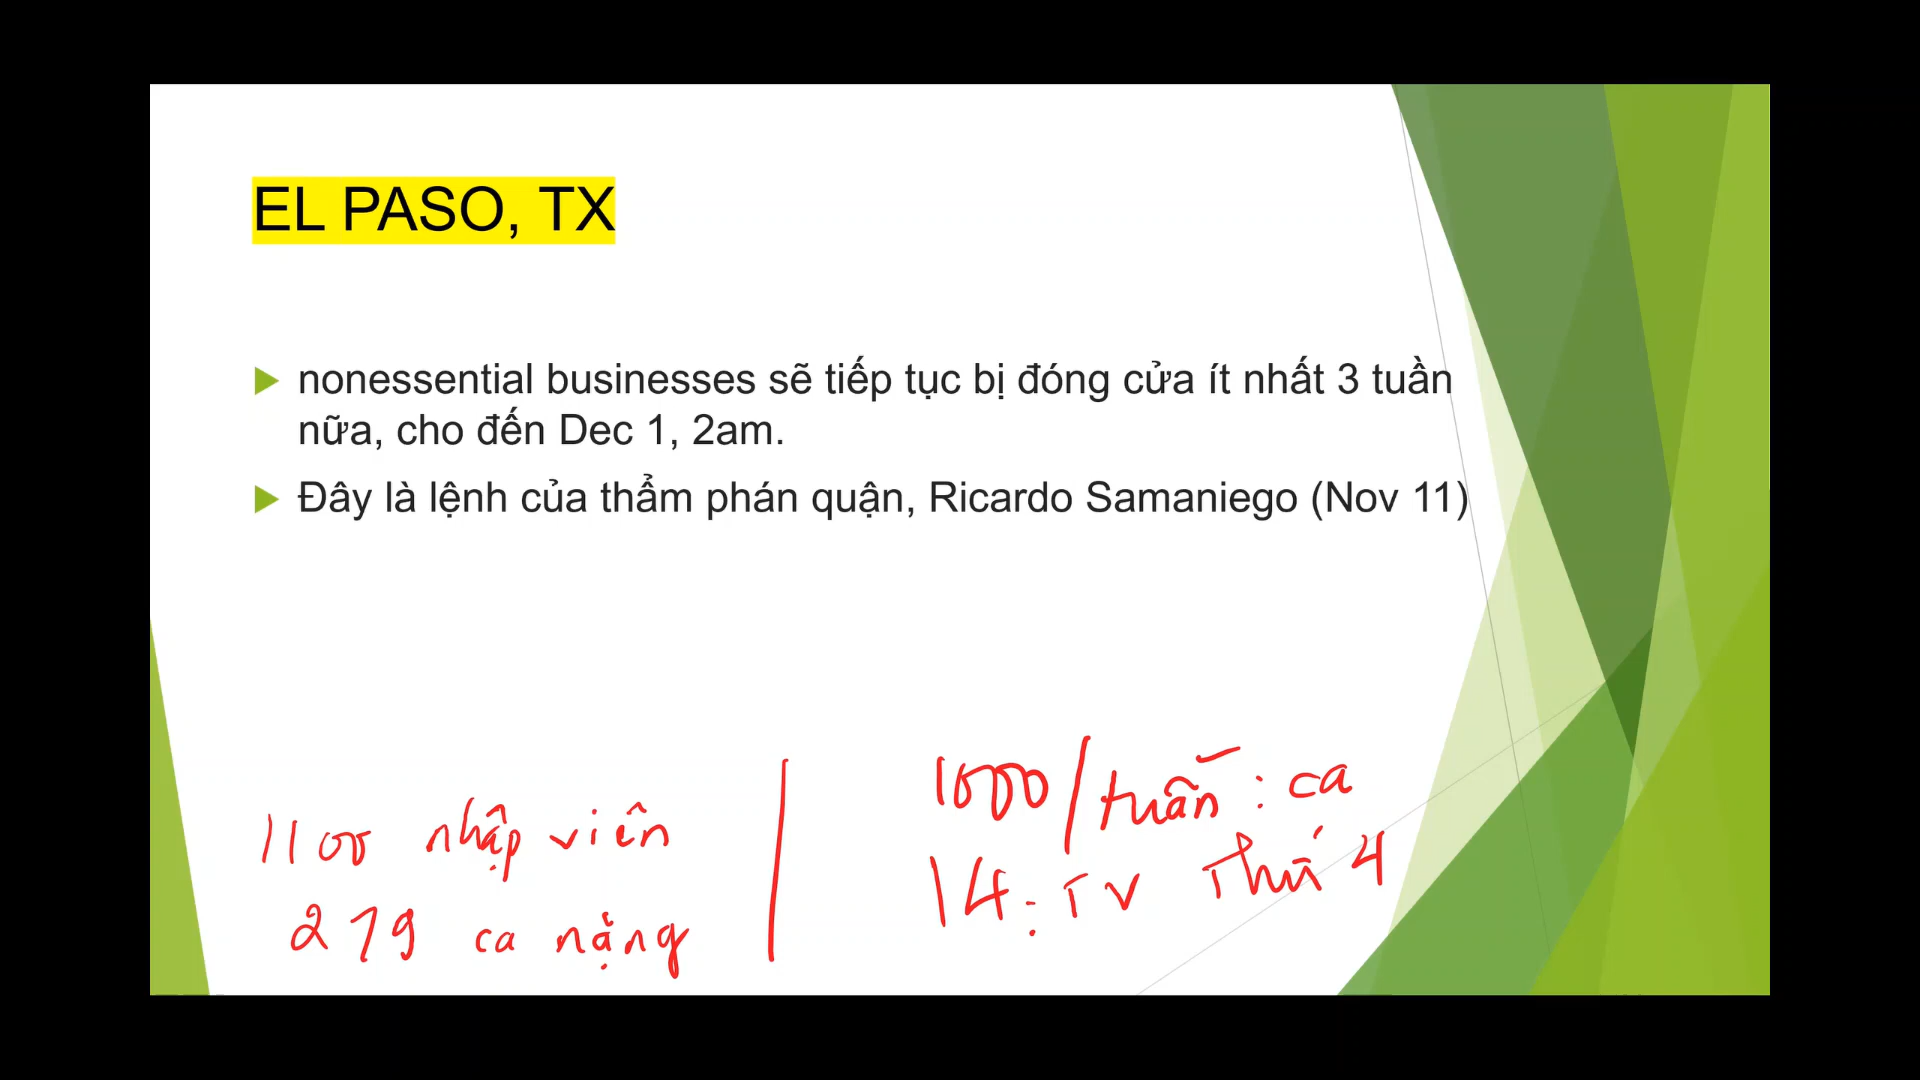 EL PASO, TX
nonessential businesses sẽ tiếp tục bị đóng cửa ít nhất 3 tuần
nữa, cho đến Dec 1, 2am.
Đây là lệnh của thẩm phán quận, Ricardo Samaniego (Nov 11)
1100 nhập viên
279 ca nặng
1000/tuần: ca
14: TV Thứ 4